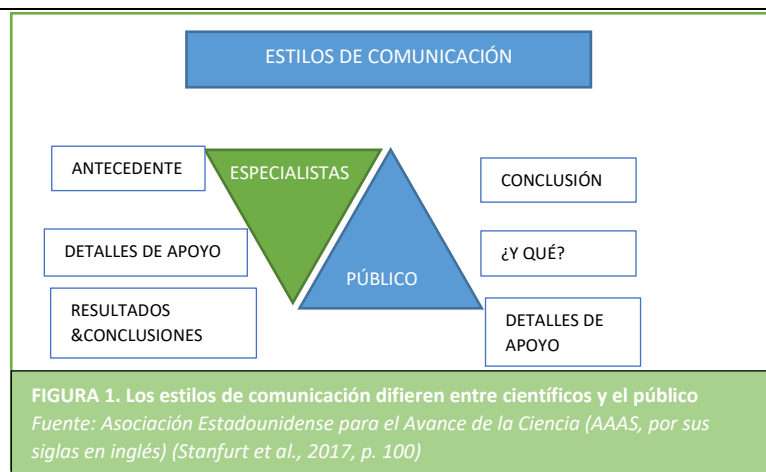 ESTILOS DE COMUNICACIÓN
ANTECEDENTE
ESPECIALISTAS
CONCLUSIÓN
DETALLES DE APOYO
¿Y QUÉ?
PÚBLICO
RESULTADOS
&CONCLUSIONES
DETALLES DE
APOYO
FIGURA 1. Los estilos de comunicación difieren entre científicos y el público
Fuente: Asociación Estadounidense para el Avance de la Ciencia (AAAS, por sus
siglas en inglés) (Stanfurt et al., 2017, p. 100)